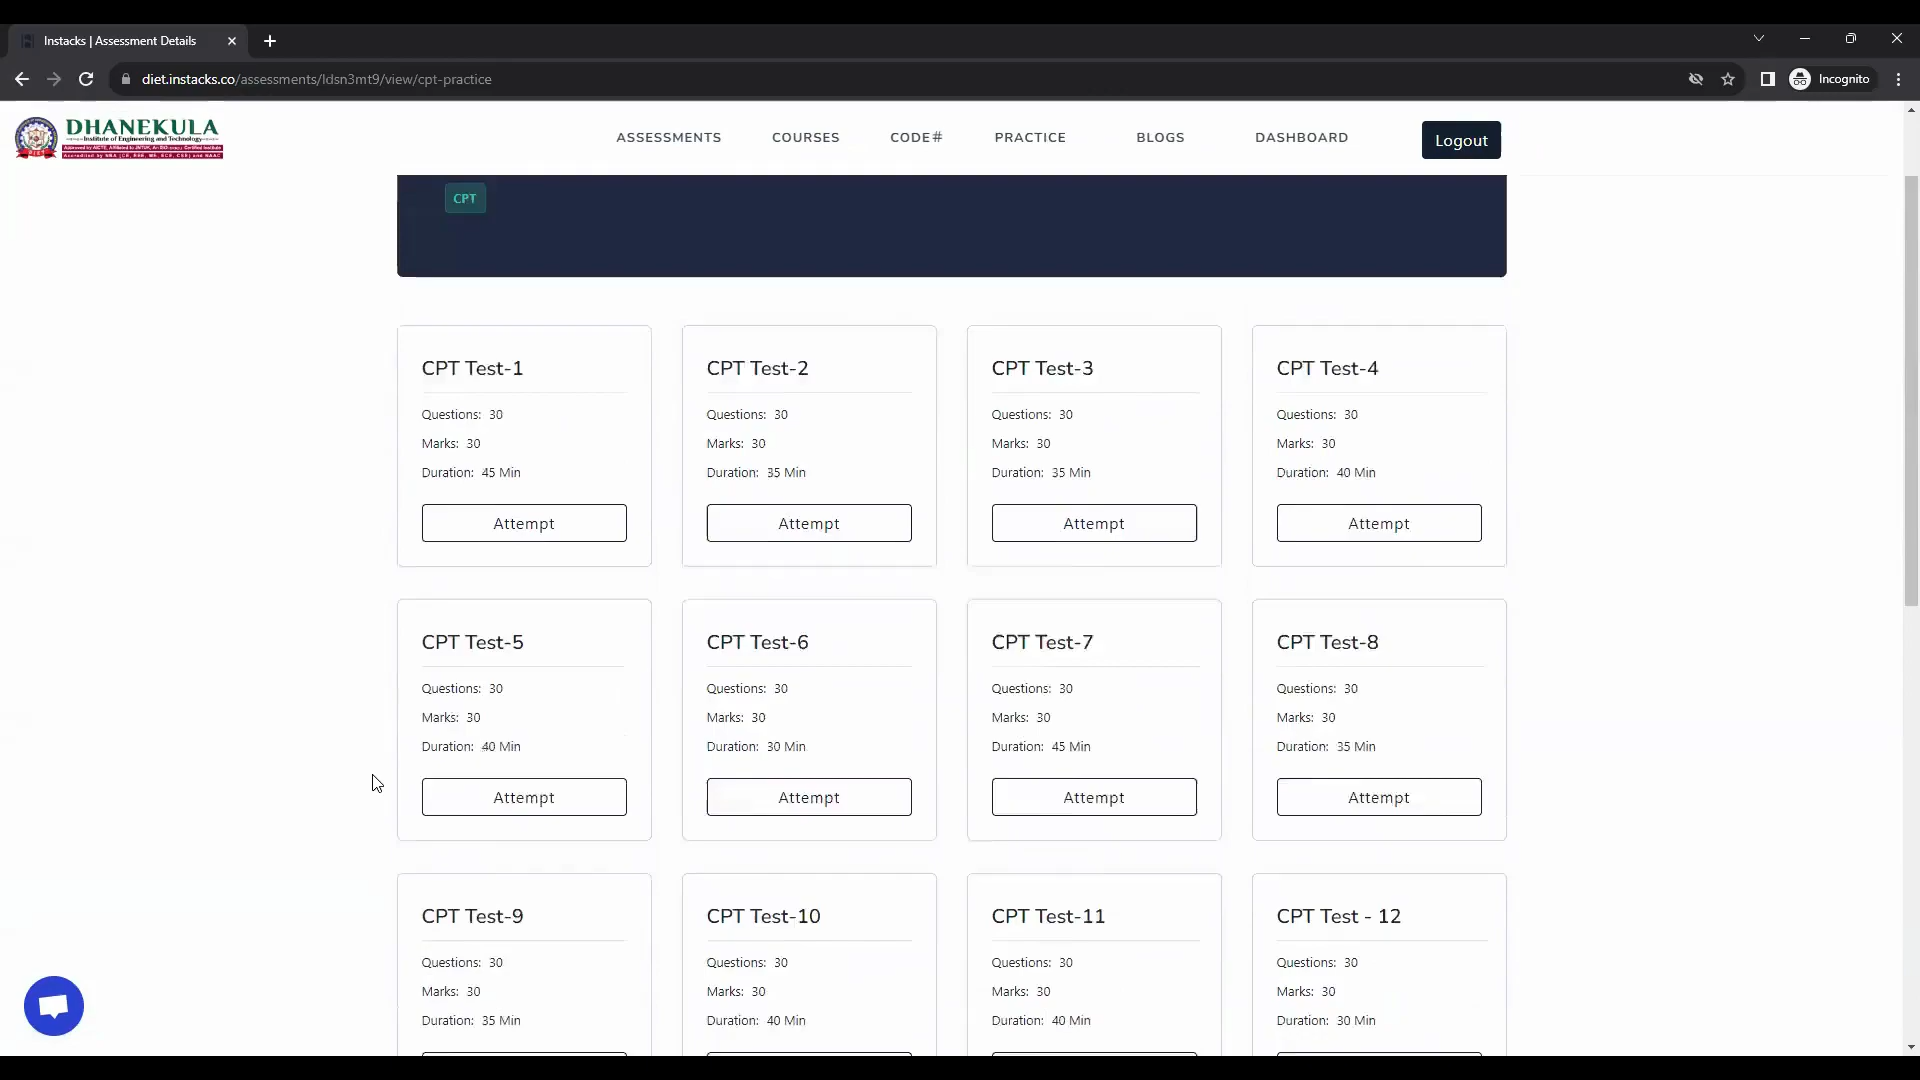 Instacks | Assessment Details
diet.instacks.co/assessments/ldsn3mt9/view/cpt-practice
Incognito
DHANEKULA
Institute of Engineering and Technology
ASSESSMENTS COURSES CODE# PRACTICE BLOGS DASHBOARD Logout
CPT
CPT Test-1 CPT Test-2 CPT Test-3 CPT Test-4
Questions: 30 Questions: 30 Questions: 30 Questions: 30
Marks: 30 Marks: 30 Marks: 30 Marks: 30
Duration: 45 Min Duration: 35 Min Duration: 35 Min Duration: 40 Min
Attempt Attempt Attempt Attempt
CPT Test-5 CPT Test-6 CPT Test-7 CPT Test-8
Questions: 30 Questions: 30 Questions: 30 Questions: 30
Marks: 30 Marks: 30 Marks: 30 Marks: 30
Duration: 40 Min Duration: 30 Min Duration: 45 Min Duration: 35 Min
Attempt Attempt Attempt Attempt
CPT Test-9 CPT Test-10 CPT Test-11 CPT Test - 12
Questions: 30 Questions: 30 Questions: 30 Questions: 30
Marks: 30 Marks: 30 Marks: 30 Marks: 30
Duration: 35 Min Duration: 40 Min Duration: 40 Min Duration: 30 Min